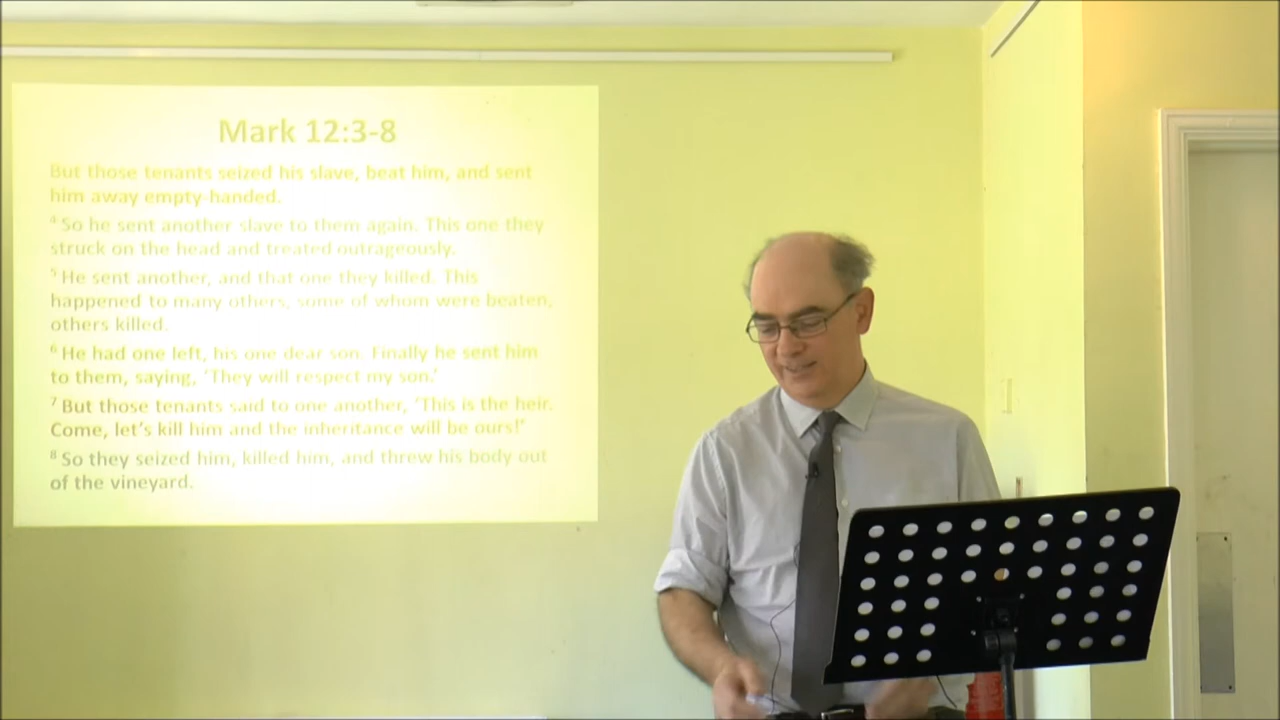 Mark 12:3-8
But those tenants seized his slave, beat him, and sent
him away empty-handed.
⁴ So he sent another slave to them again. This one they
struck on the head and treated outrageously.
⁵ He sent another, and that one they killed. This
happened to many others, some of whom were beaten,
others killed.
⁶ He had one left, his one dear son. Finally he sent him
to them, saying, ‘They will respect my son.’
⁷ But those tenants said to one another, ‘This is the heir.
Come, let’s kill him and the inheritance will be ours!’
⁸ So they seized him, killed him, and threw his body out
of the vineyard.